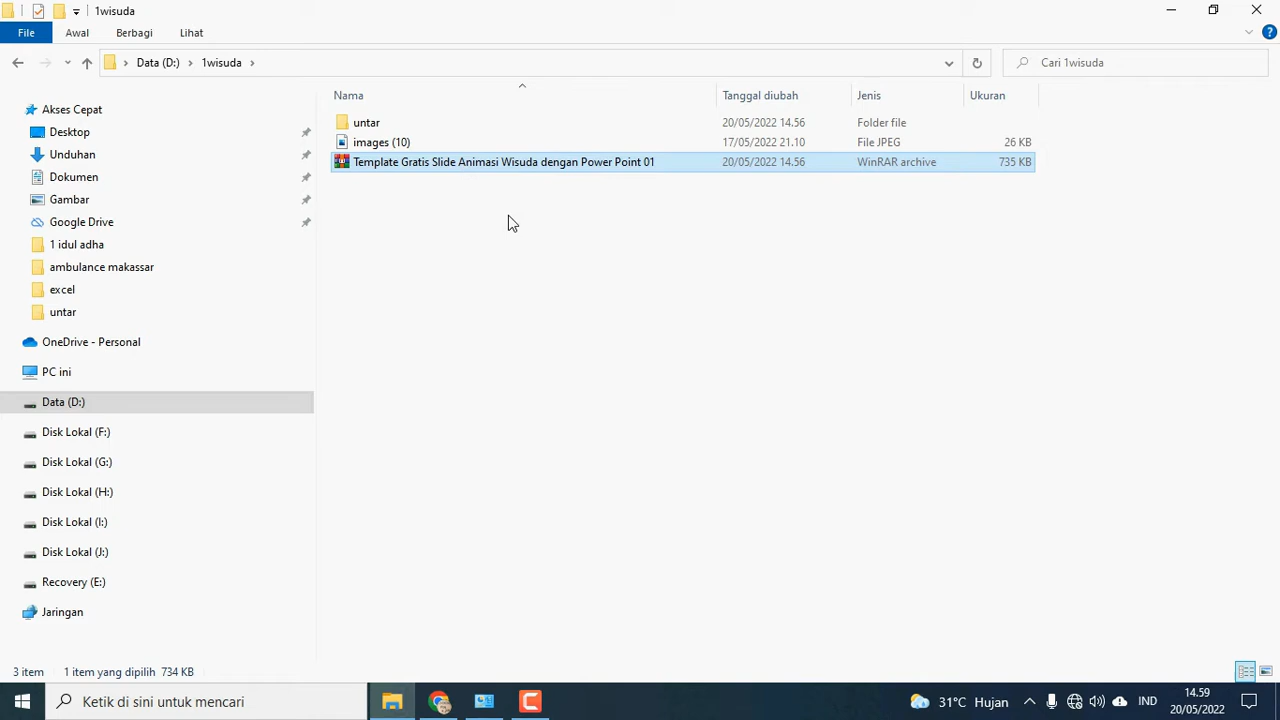 1wisuda
File Awal Berbagi Lihat
Data (D:) 1wisuda Cari 1wisuda
Nama Tanggal diubah Jenis Ukuran
untar 20/05/2022 14.56 Folder file
images (10) 17/05/2022 21.10 File JPEG 26 KB
Template Gratis Slide Animasi Wisuda dengan Power Point 01 20/05/2022 14.56 WinRAR archive 735 KB
Akses Cepat
Desktop
Unduhan
Dokumen
Gambar
Google Drive
1 idul adha
ambulance makassar
excel
untar
OneDrive - Personal
PC ini
Data (D:)
Disk Lokal (F:)
Disk Lokal (G:)
Disk Lokal (H:)
Disk Lokal (I:)
Disk Lokal (J:)
Recovery (E:)
Jaringan
3 item 1 item yang dipilih 734 KB
Ketik di sini untuk mencari 31°C Hujan IND 14.59
20/05/2022